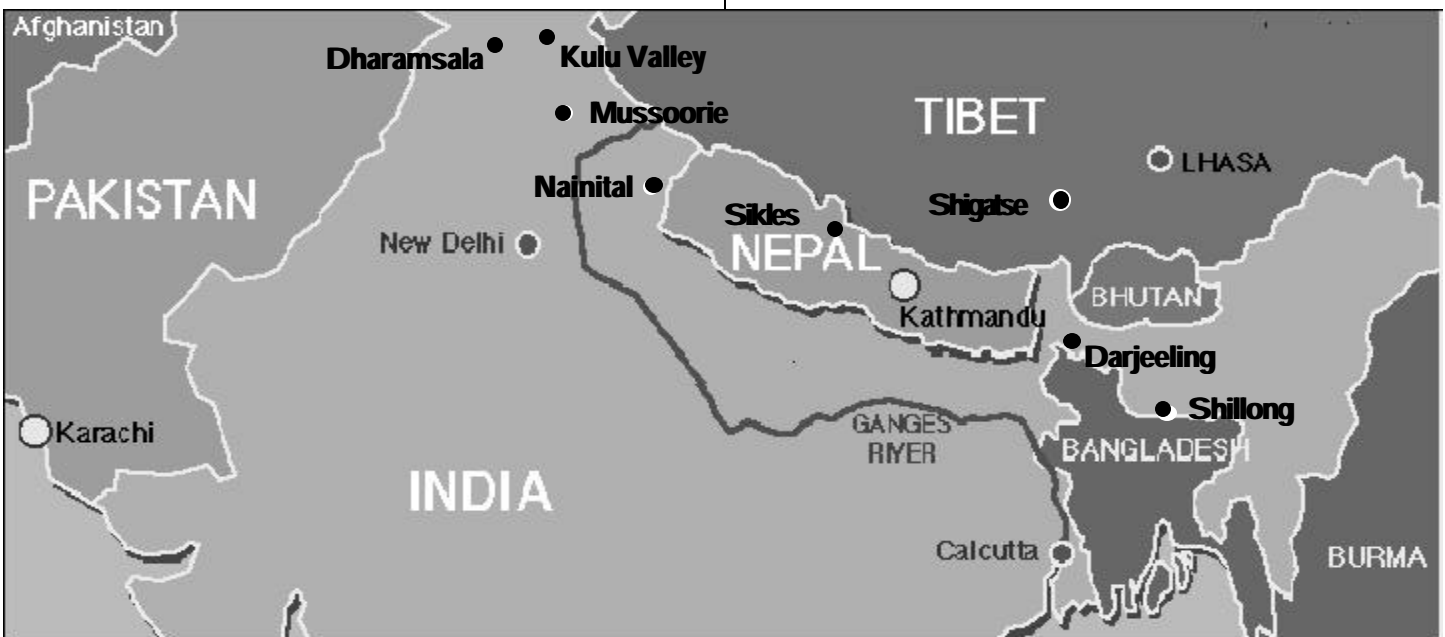 Afghanistan
Dharamsala
Kulu Valley
Mussoorie
TIBET
LHASA
PAKISTAN
Nainital
Shigatse
Sikles
New Delhi
NEPAL
BHUTAN
Kathmandu
Darjeeling
Shillong
Karachi
GANGES
RIVER
BANGLADESH
INDIA
Calcutta
BURMA